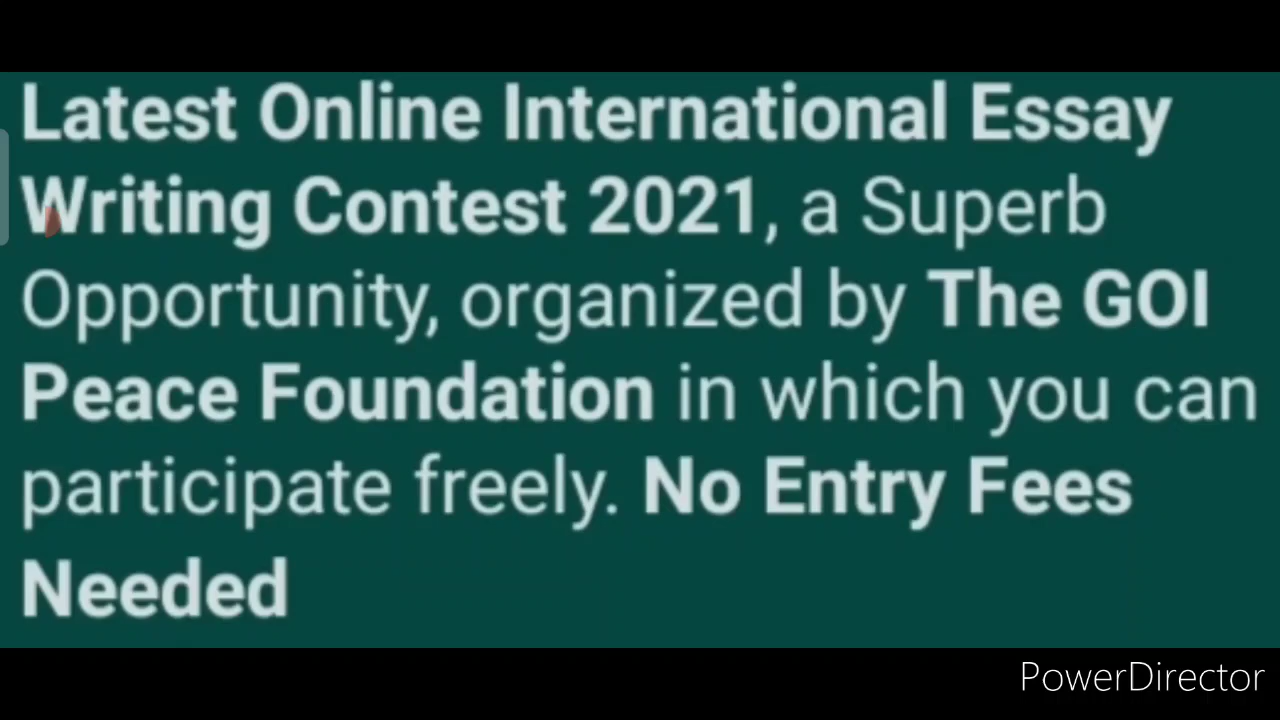 Latest Online International Essay
Writing Contest 2021, a Superb
Opportunity, organized by The GOI
Peace Foundation in which you can
participate freely. No Entry Fees
Needed
PowerDirector